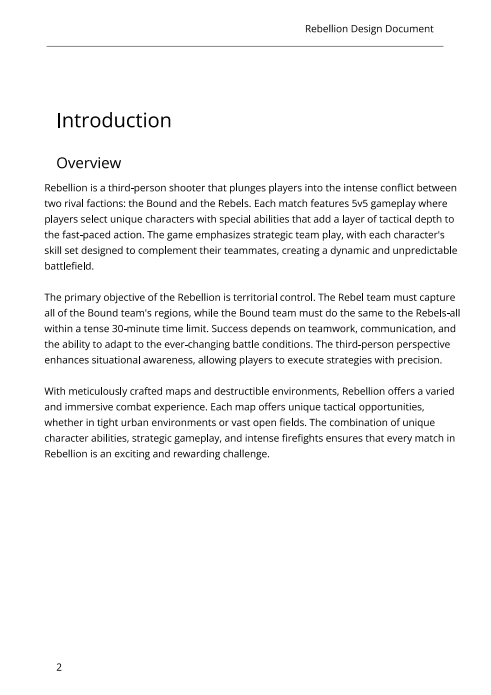 Rebellion Design Document
Introduction
Overview
Rebellion is a third-person shooter that plunges players into the intense conflict between
two rival factions: the Bound and the Rebels. Each match features 5v5 gameplay where
players select unique characters with special abilities that add a layer of tactical depth to
the fast-paced action. The game emphasizes strategic team play, with each character's
skill set designed to complement their teammates, creating a dynamic and unpredictable
battlefield.
The primary objective of the Rebellion is territorial control. The Rebel team must capture
all of the Bound team's regions, while the Bound team must do the same to the Rebels-all
within a tense 30-minute time limit. Success depends on teamwork, communication, and
the ability to adapt to the ever-changing battle conditions. The third-person perspective
enhances situational awareness, allowing players to execute strategies with precision.
With meticulously crafted maps and destructible environments, Rebellion offers a varied
and immersive combat experience. Each map offers unique tactical opportunities,
whether in tight urban environments or vast open fields. The combination of unique
character abilities, strategic gameplay, and intense firefights ensures that every match in
Rebellion is an exciting and rewarding challenge.
2